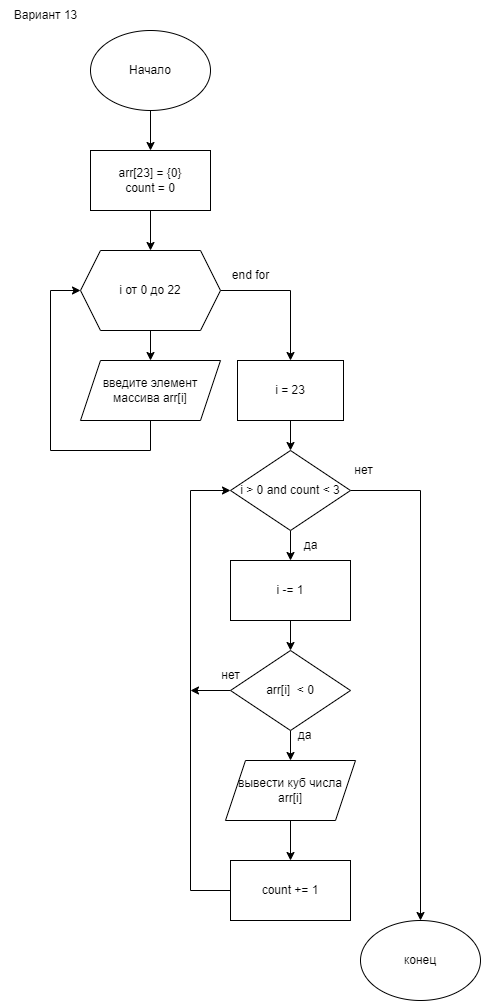 Вариант 13
Начало
arr[23] = {0}
count = 0
i от 0 до 22
end for
введите элемент
массива arr[i]
i = 23
i > 0 and count < 3
нет
да
i -= 1
arr[i] < 0
нет
да
вывести куб числа
arr[i]
count += 1
конец